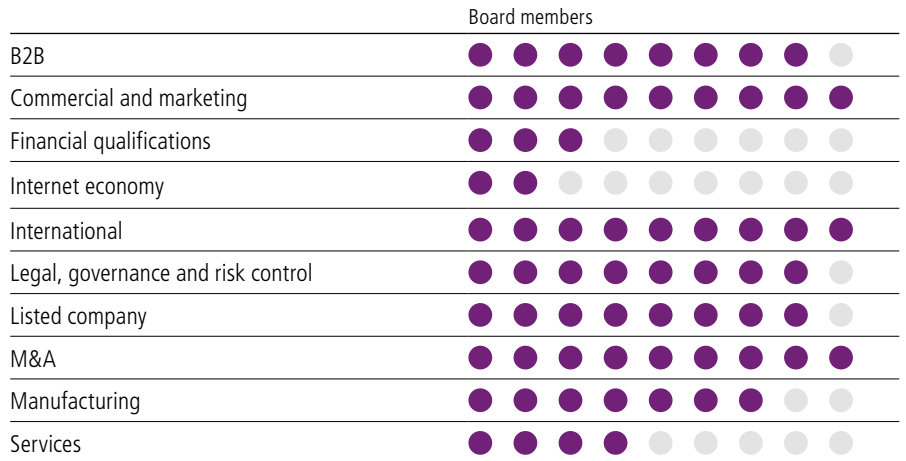 Board members
B2B
Commercial and marketing
Financial qualifications
Internet economy
International
Legal, governance and risk control
Listed company
M&A
Manufacturing
Services